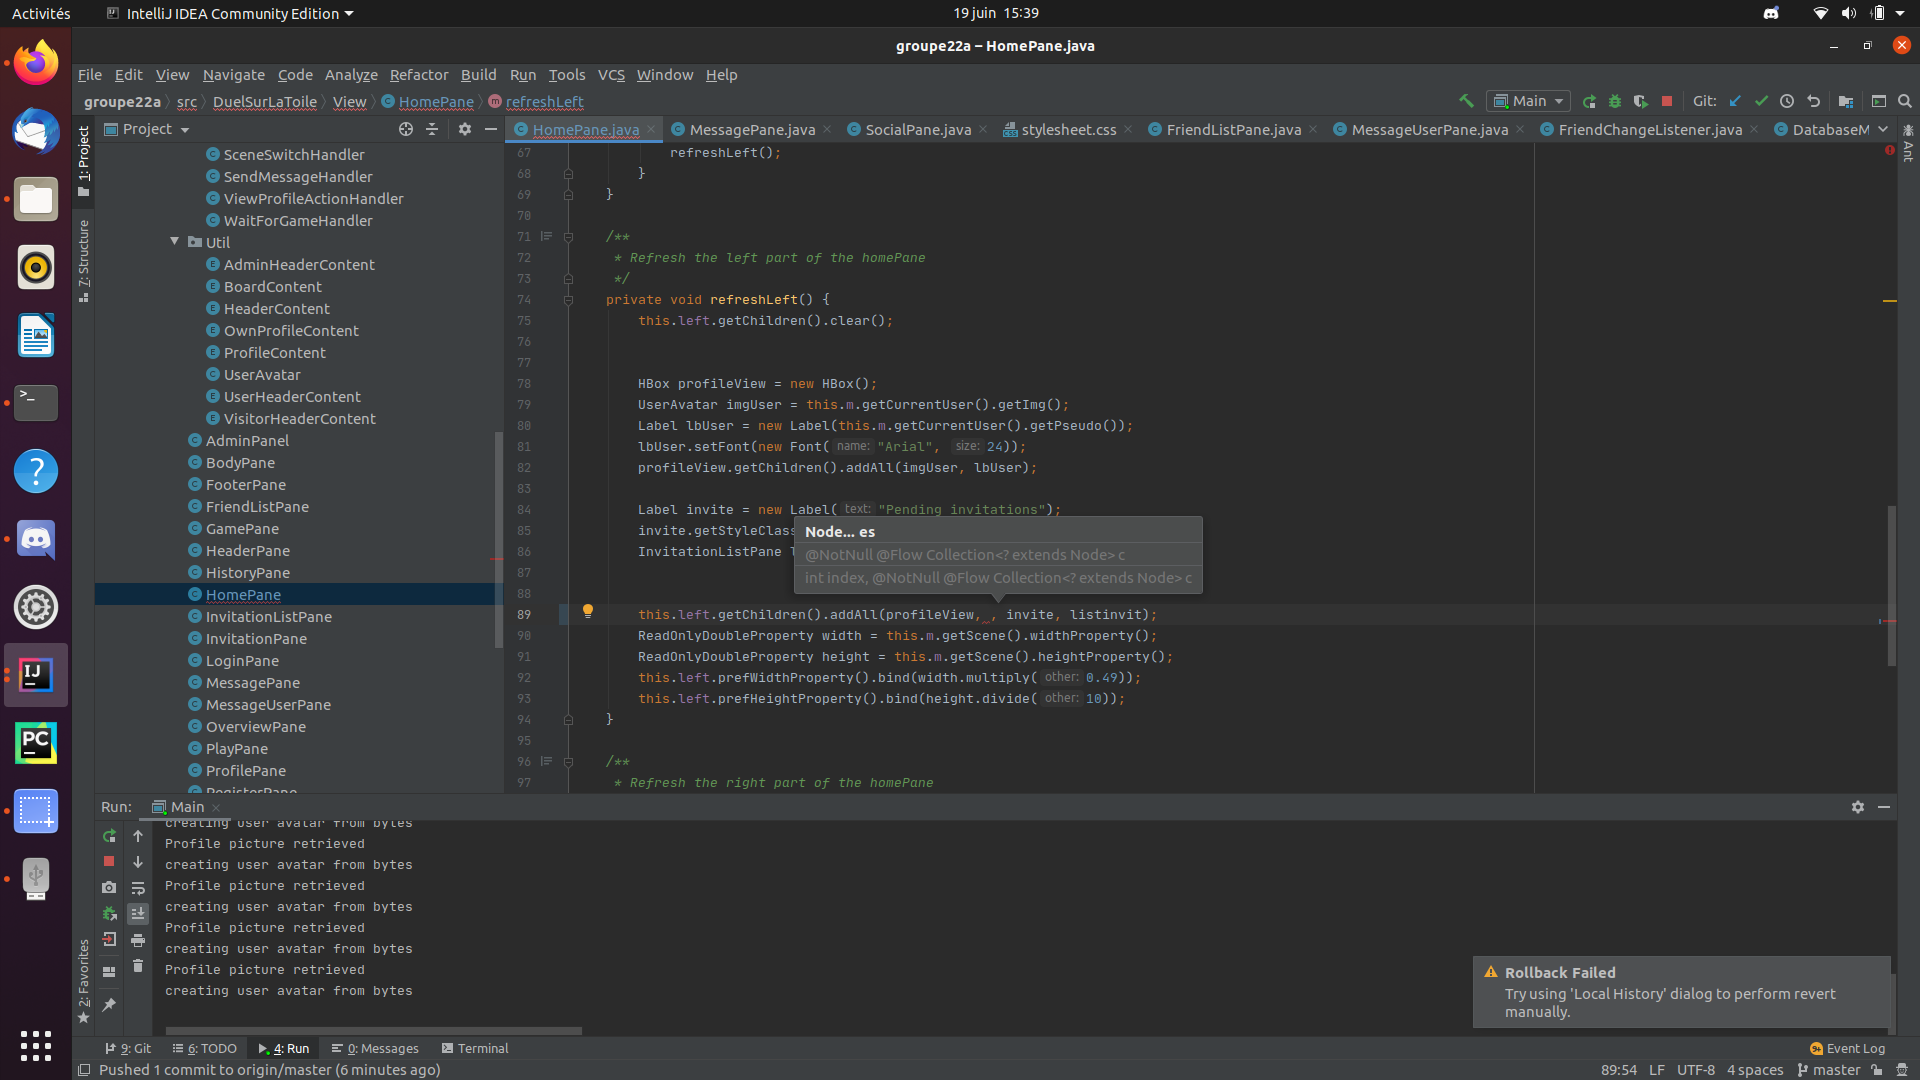 Activités
IntelliJ IDEA Community Edition
19 juin 15:39
groupe22a – HomePane.java
File Edit View Navigate Code Analyze Refactor Build Run Tools VCS Window Help
groupe22a src DuelSurLaToile View HomePane refreshLeft
Main
Git:
1: Project
7: Structure
2: Favorites
Ant
Project
SceneSwitchHandler
SendMessageHandler
ViewProfileActionHandler
WaitForGameHandler
Util
AdminHeaderContent
BoardContent
HeaderContent
OwnProfileContent
ProfileContent
UserAvatar
UserHeaderContent
VisitorHeaderContent
AdminPanel
BodyPane
FooterPane
FriendListPane
GamePane
HeaderPane
HistoryPane
HomePane
InvitationListPane
InvitationPane
LoginPane
MessagePane
MessageUserPane
OverviewPane
PlayPane
ProfilePane
RegisterPane
HomePane.java MessagePane.java SocialPane.java stylesheet.css FriendListPane.java MessageUserPane.java FriendChangeListener.java DatabaseM
67 refreshLeft();
68 }
69 }
70
71 /**
72 * Refresh the left part of the homePane
73 */
74 private void refreshLeft() {
75 this.left.getChildren().clear();
76
77
78 HBox profileView = new HBox();
79 UserAvatar imgUser = this.m.getCurrentUser().getImg();
80 Label lbUser = new Label(this.m.getCurrentUser().getPseudo());
81 lbUser.setFont(new Font( name: "Arial", size: 24));
82 profileView.getChildren().addAll(imgUser, lbUser);
83
84 Label invite = new Label( text: "Pending invitations");
85 invite.getStyleClass
86 InvitationListPane
87
88
89 this.left.getChildren().addAll(profileView, , invite, listinvit);
90 ReadOnlyDoubleProperty width = this.m.getScene().widthProperty();
91 ReadOnlyDoubleProperty height = this.m.getScene().heightProperty();
92 this.left.prefWidthProperty().bind(width.multiply( other: 0.49));
93 this.left.prefHeightProperty().bind(height.divide( other: 10));
94 }
95
96 /**
97 * Refresh the right part of the homePane
Node... es
@NotNull @Flow Collection<? extends Node> c
int index, @NotNull @Flow Collection<? extends Node> c
Run: Main
creating user avatar from bytes
Profile picture retrieved
creating user avatar from bytes
Profile picture retrieved
creating user avatar from bytes
Profile picture retrieved
creating user avatar from bytes
Profile picture retrieved
creating user avatar from bytes
Rollback Failed
Try using 'Local History' dialog to perform revert
manually.
9: Git 6: TODO 4: Run 0: Messages Terminal
Event Log
Pushed 1 commit to origin/master (6 minutes ago)
89:54 LF UTF-8 4 spaces master